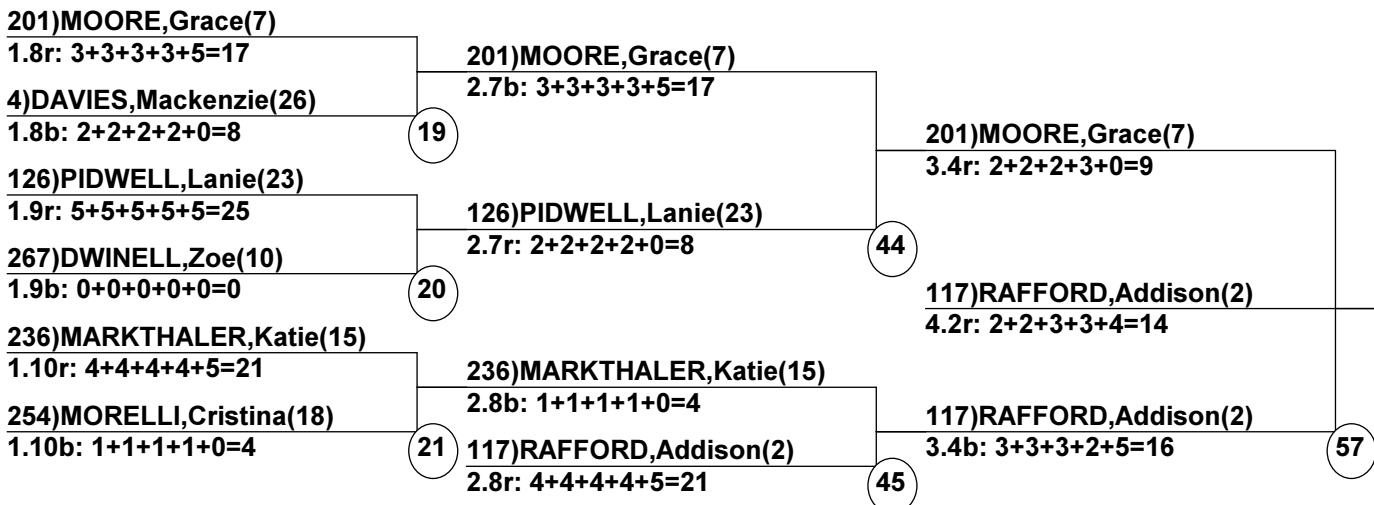 201)MOORE,Grace(7)
1.8r: 3+3+3+3+5=17
4)DAVIES,Mackenzie(26)
1.8b: 2+2+2+2+0=8
19
126)PIDWELL,Lanie(23)
1.9r: 5+5+5+5+5=25
267)DWINELL,Zoe(10)
1.9b: 0+0+0+0+0=0
20
236)MARKTHALER,Katie(15)
1.10r: 4+4+4+4+5=21
254)MORELLI,Cristina(18)
1.10b: 1+1+1+1+0=4
21
201)MOORE,Grace(7)
2.7b: 3+3+3+3+5=17
126)PIDWELL,Lanie(23)
2.7r: 2+2+2+2+0=8
44
236)MARKTHALER,Katie(15)
2.8b: 1+1+1+1+0=4
117)RAFFORD,Addison(2)
2.8r: 4+4+4+4+5=21
45
201)MOORE,Grace(7)
3.4r: 2+2+2+3+0=9
117)RAFFORD,Addison(2)
4.2r: 2+2+3+3+4=14
117)RAFFORD,Addison(2)
3.4b: 3+3+3+2+5=16
57